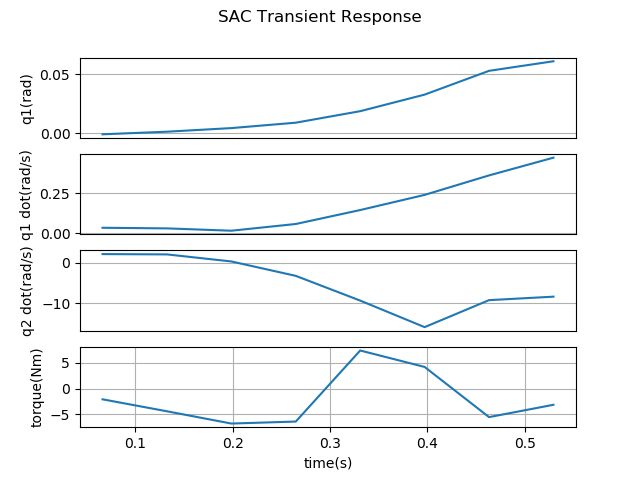 SAC Transient Response
q1(rad)
0.05
0.00
q1 dot(rad/s)
0.25
0.00
q2 dot(rad/s)
0
−10
torque(Nm)
5
0
−5
0.1 0.2 0.3 0.4 0.5
time(s)